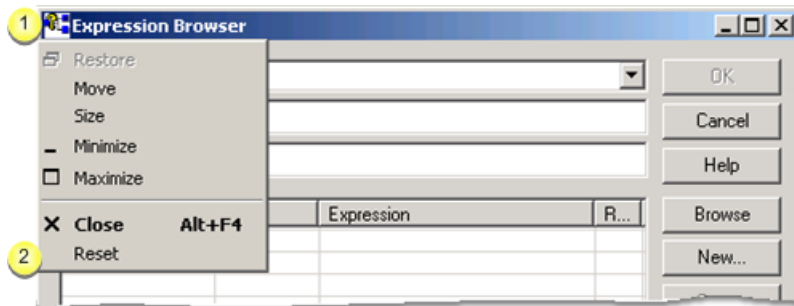 1 Expression Browser
Restore
OK
Move
Size
Cancel
Minimize
Help
Maximize
Expression R... Browse
Close Alt+F4
2 Reset
New...